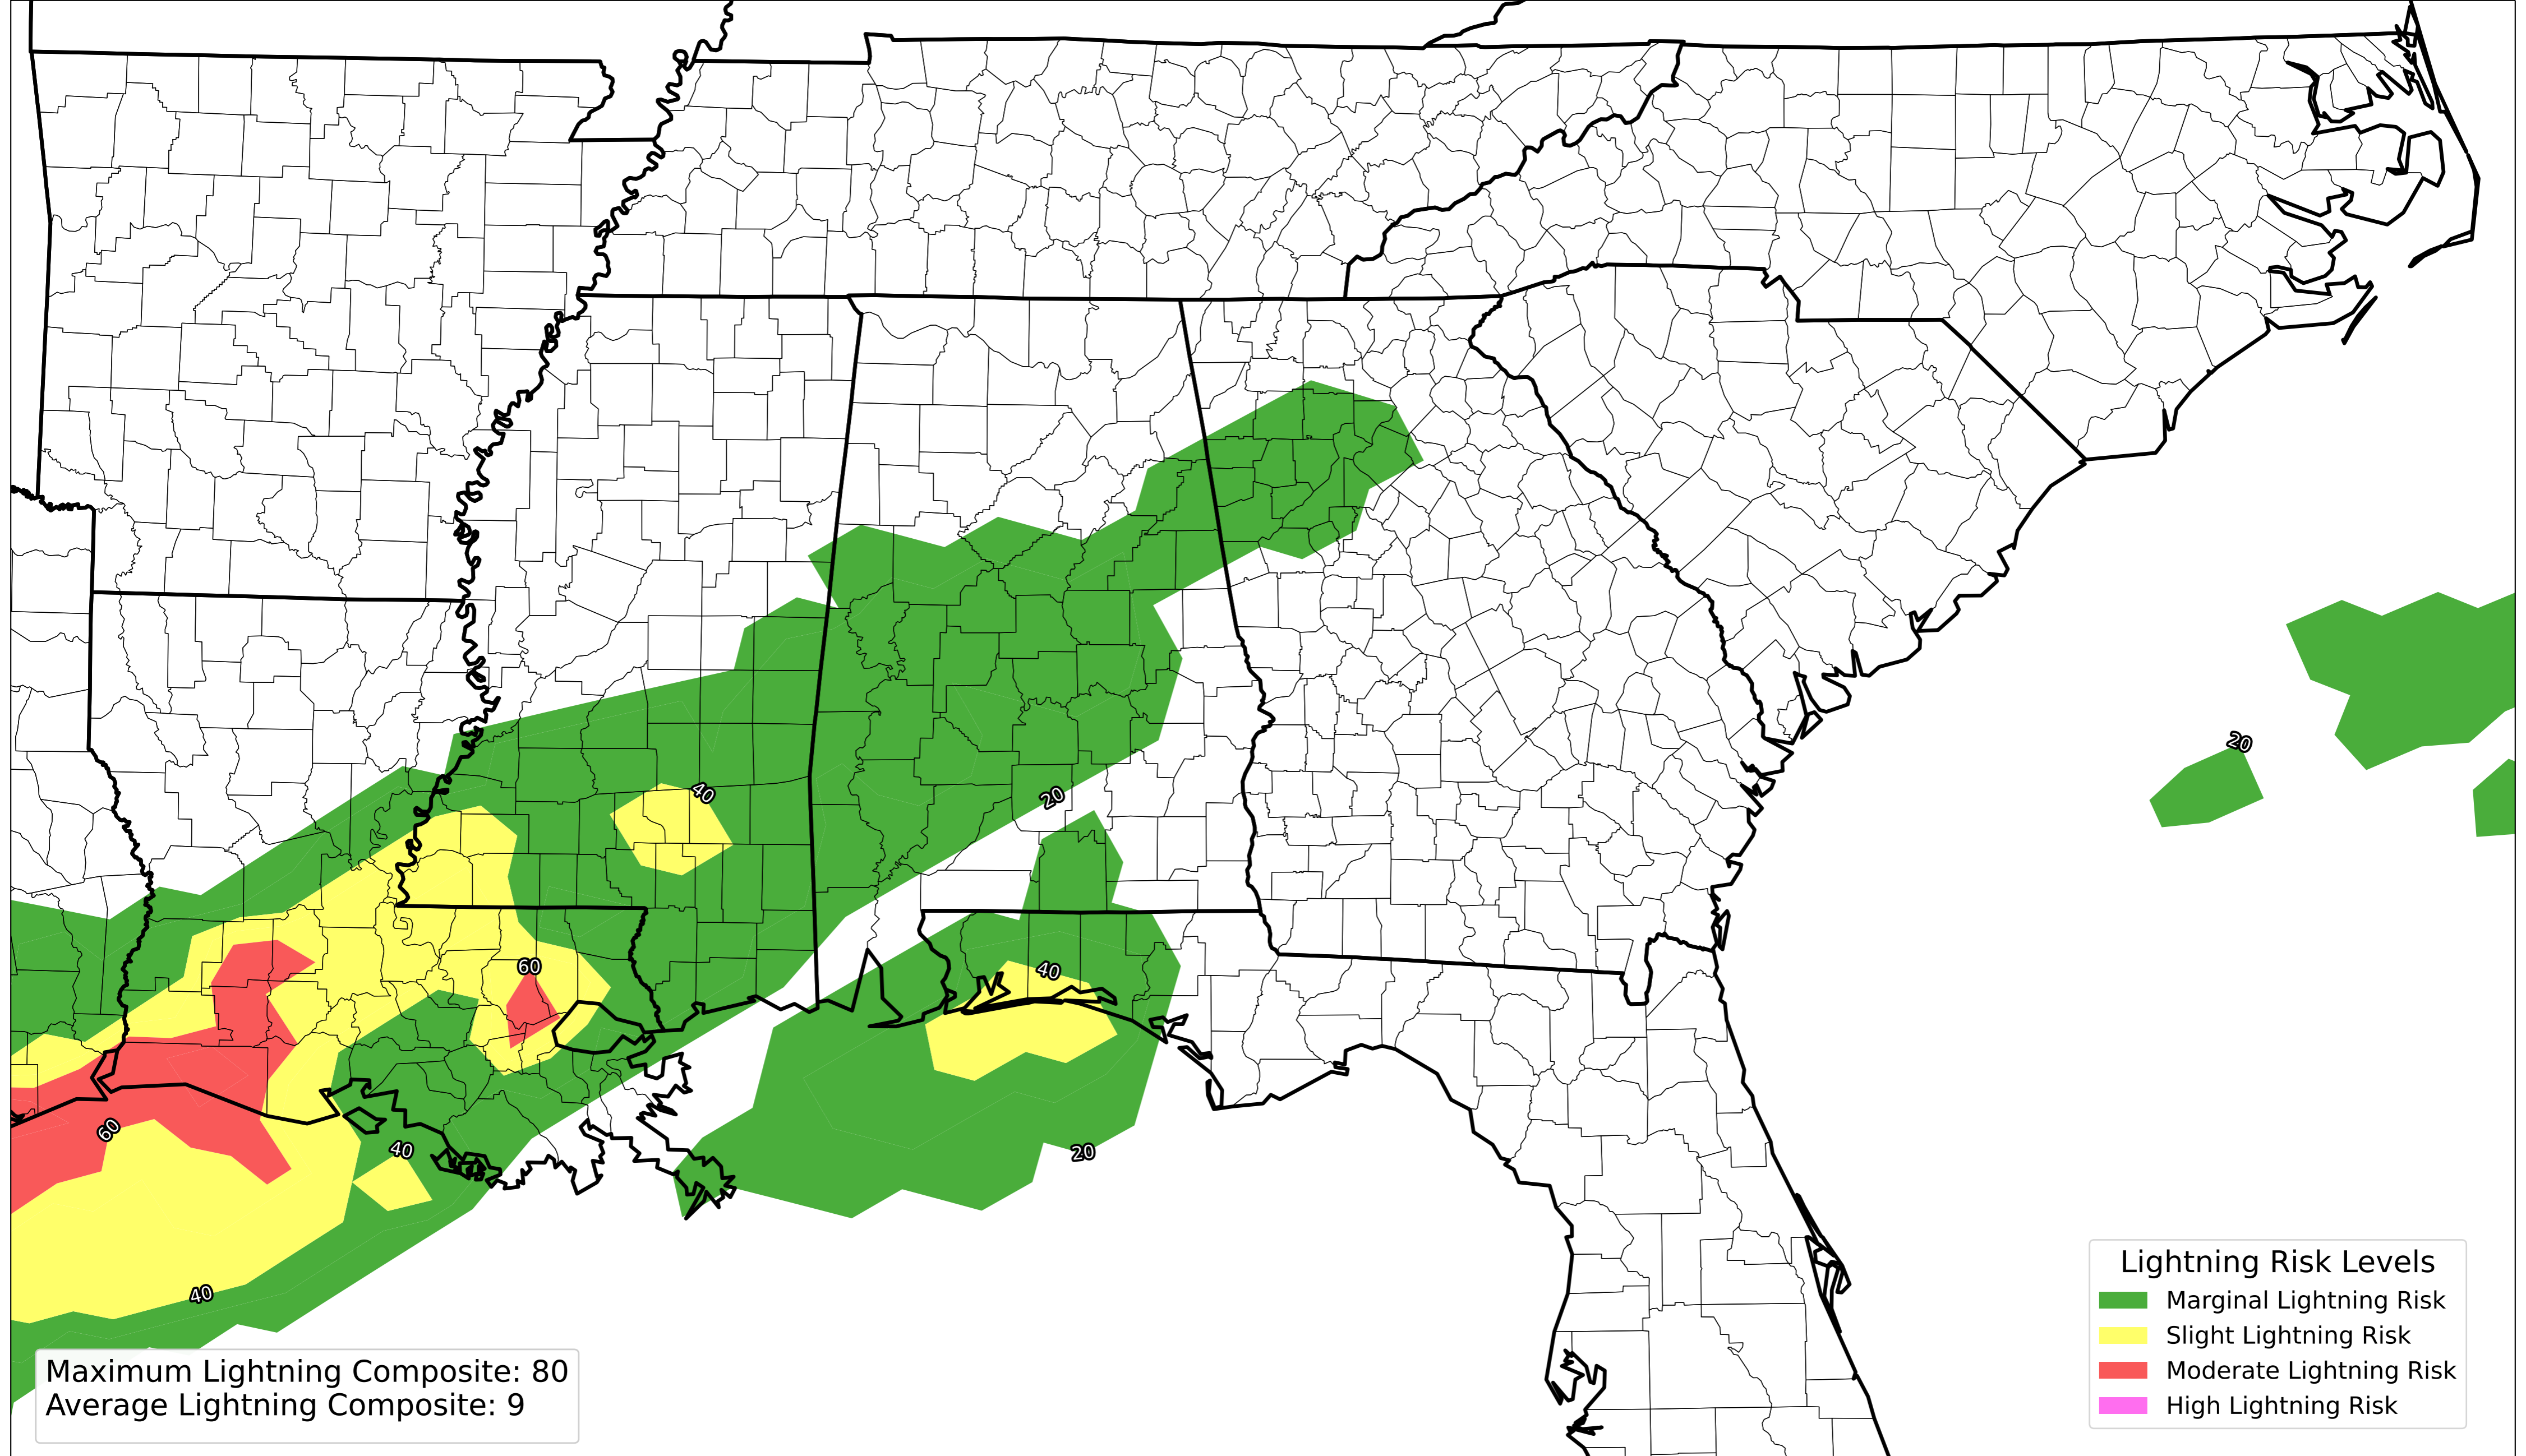 20
40
20
60
40
60
40
20
40
Lightning Risk Levels
Marginal Lightning Risk
Slight Lightning Risk
Moderate Lightning Risk
High Lightning Risk
Maximum Lightning Composite: 80
Average Lightning Composite: 9